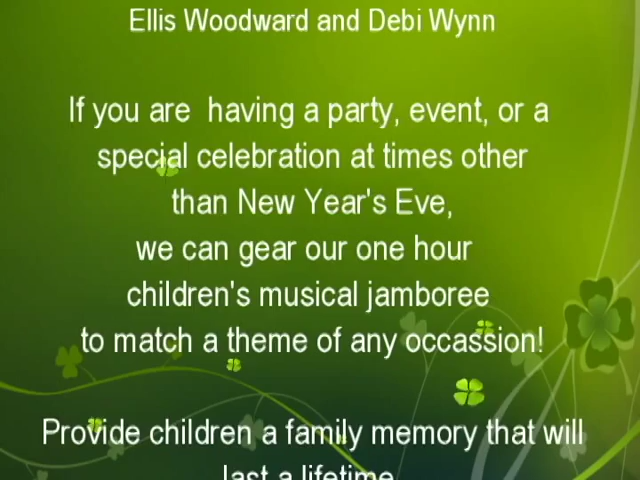 Ellis Woodward and Debi Wynn
If you are  having a party, event, or a
special celebration at times other
than New Year's Eve,
we can gear our one hour
children's musical jamboree
to match a theme of any occassion!
Provide children a family memory that will
last a lifetime